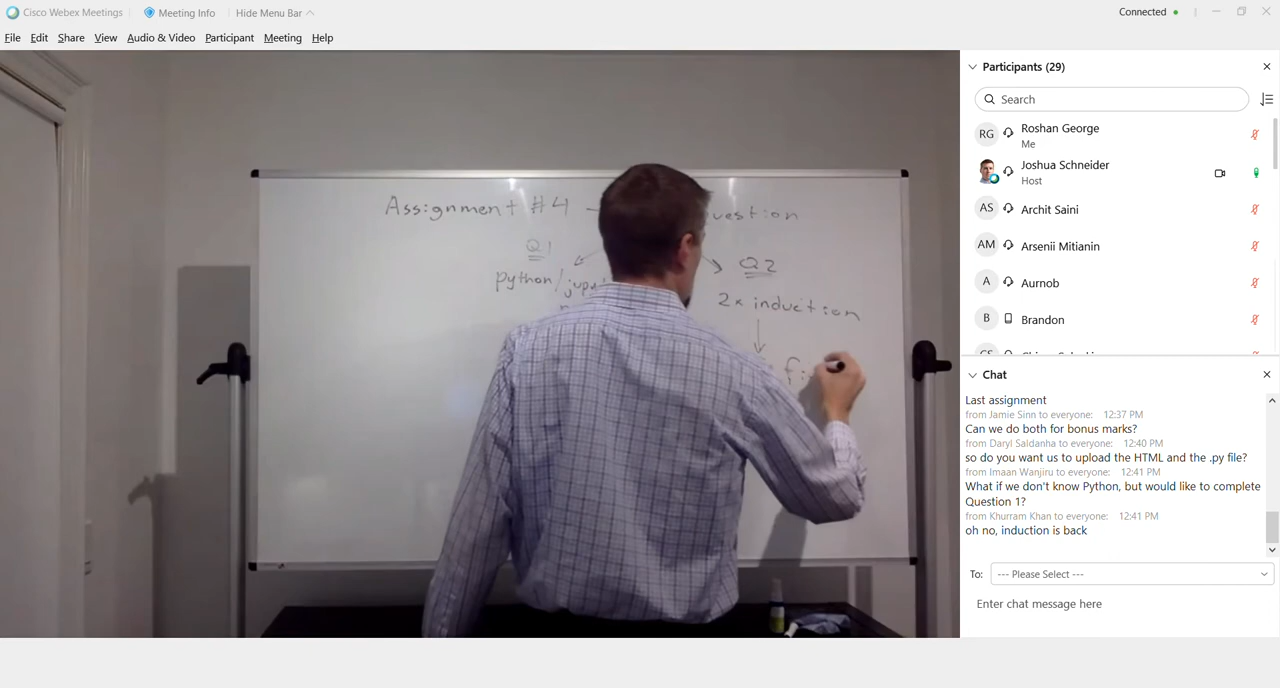 Cisco Webex Meetings
Meeting Info
Hide Menu Bar
Connected
File Edit Share View Audio & Video Participant Meeting Help
Assignment #4 -
Q1
python/
Q2
2x induction
Participants (29)
Search
RG Roshan George
Me
Joshua Schneider
Host
AS Archit Saini
AM Arsenii Mitianin
A Aurnob
B Brandon
Chat
Last assignment
from Jamie Sinn to everyone: 12:37 PM
Can we do both for bonus marks?
from Daryl Saldanha to everyone: 12:40 PM
so do you want us to upload the HTML and the .py file?
from Imaan Wanjiru to everyone: 12:41 PM
What if we don't know Python, but would like to complete
Question 1?
from Khurram Khan to everyone: 12:41 PM
oh no, induction is back
To: --- Please Select ---
Enter chat message here